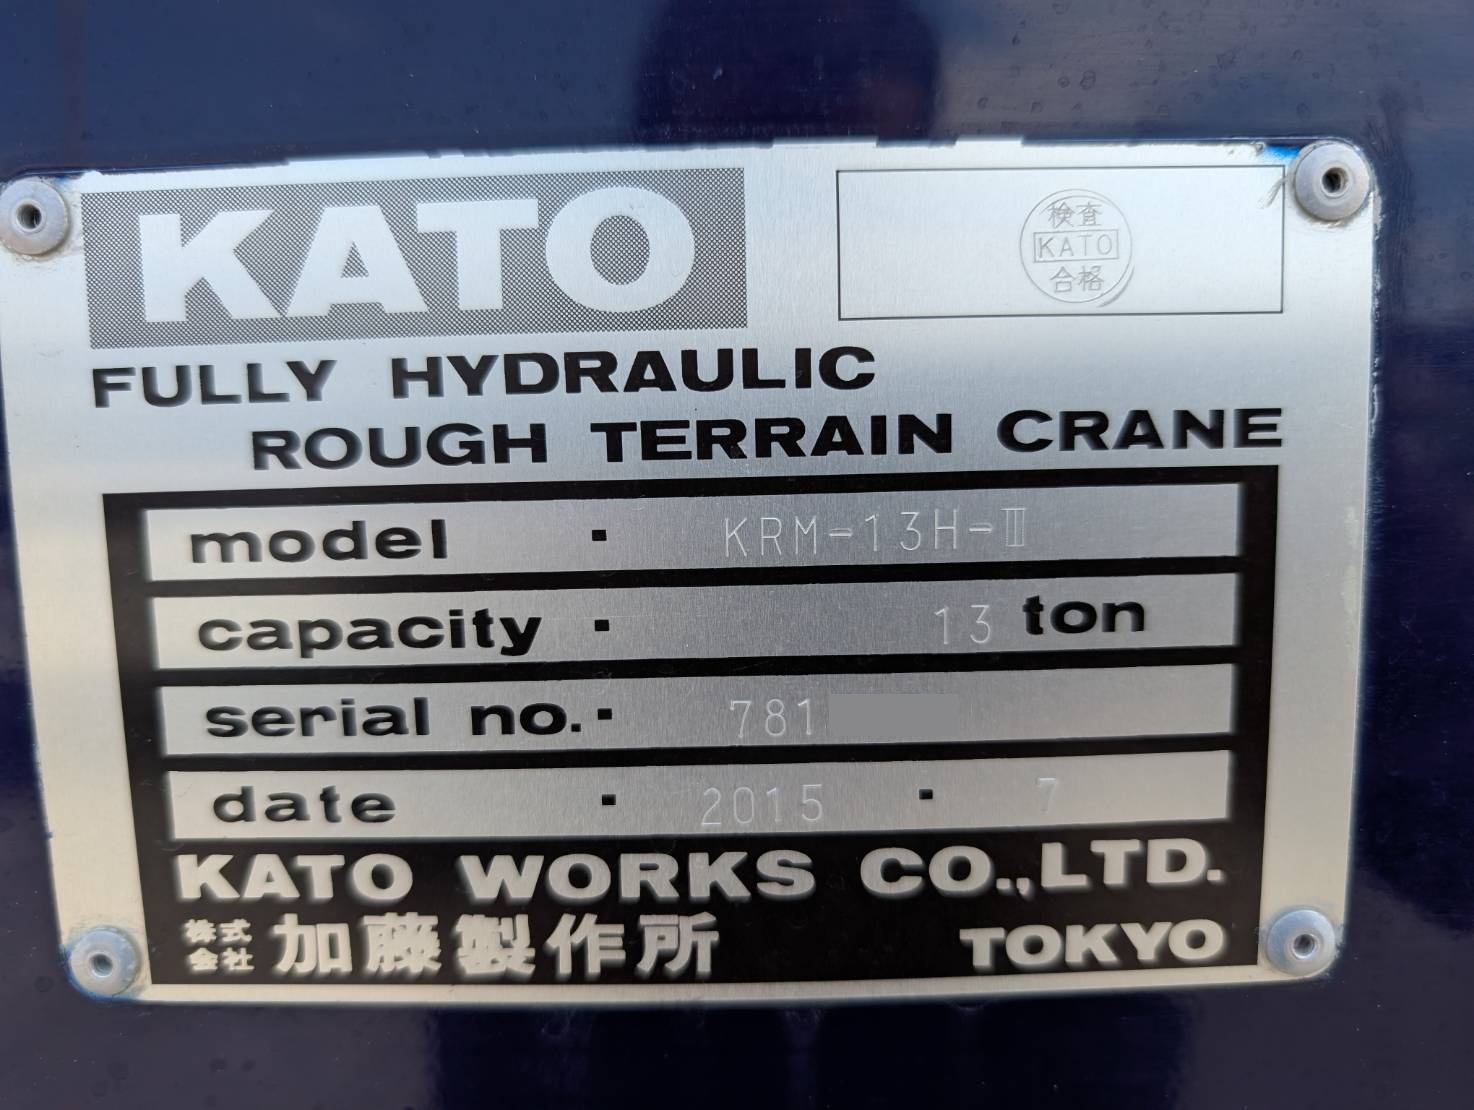 KATO
検査
KATO
合格
FULLY HYDRAULIC
ROUGH TERRAIN CRANE
model · KRM-13H-Ⅲ
capacity · 13 ton
serial no. · 781
date · 2015 · 7
KATO WORKS CO.,LTD.
株式会社 加藤製作所 TOKYO